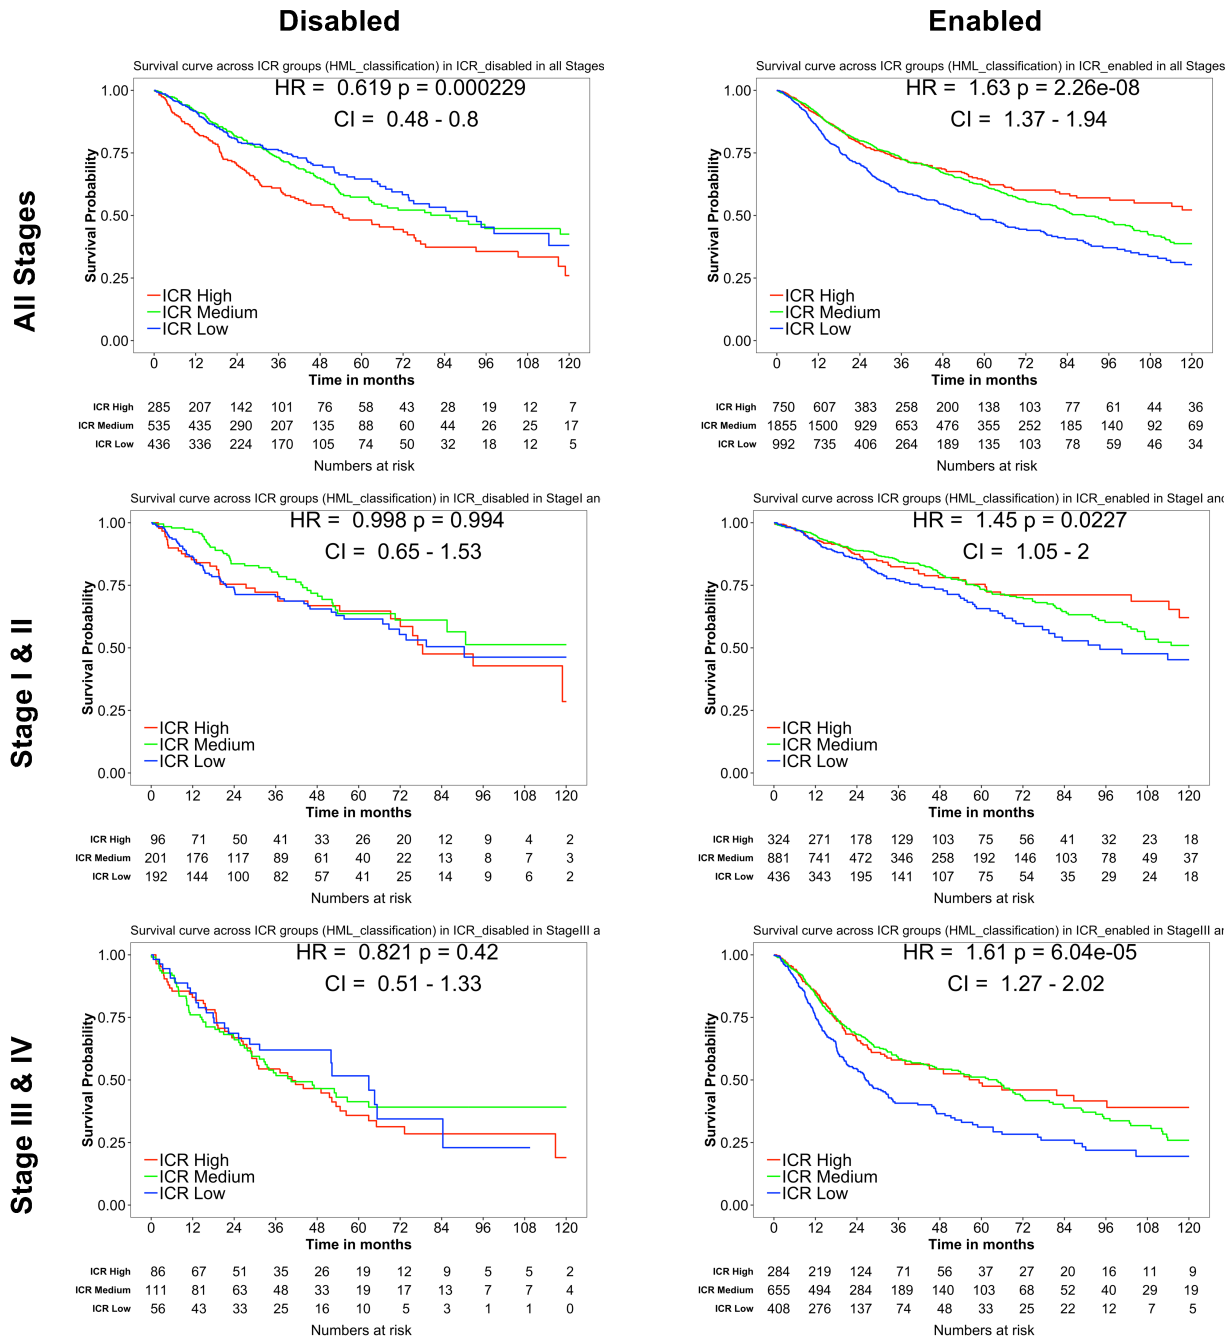 Disabled
Enabled
All Stages
Survival curve across ICR groups (HML_classification) in ICR_disabled in all Stages
HR = 0.619 p = 0.000229
CI = 0.48 - 0.8
Survival Probability
1.00
0.75
0.50
0.25
0.00
ICR High
ICR Medium
ICR Low
0 12 24 36 48 60 72 84 96 108 120
Time in months
ICR High 285 207 142 101 76 58 43 28 19 12 7
ICR Medium 535 435 290 207 135 88 60 44 26 25 17
ICR Low 436 336 224 170 105 74 50 32 18 12 5
Numbers at risk
Survival curve across ICR groups (HML_classification) in ICR_enabled in all Stages
HR = 1.63 p = 2.26e-08
CI = 1.37 - 1.94
Survival Probability
1.00
0.75
0.50
0.25
0.00
ICR High
ICR Medium
ICR Low
0 12 24 36 48 60 72 84 96 108 120
Time in months
ICR High 750 607 383 258 200 138 103 77 61 44 36
ICR Medium 1855 1500 929 653 476 355 252 185 140 92 69
ICR Low 992 735 406 264 189 135 103 78 59 46 34
Numbers at risk
Stage I & II
Survival curve across ICR groups (HML_classification) in ICR_disabled in StageI an
HR = 0.998 p = 0.994
CI = 0.65 - 1.53
Survival Probability
1.00
0.75
0.50
0.25
0.00
ICR High
ICR Medium
ICR Low
0 12 24 36 48 60 72 84 96 108 120
Time in months
ICR High 96 71 50 41 33 26 20 12 9 4 2
ICR Medium 201 176 117 89 61 40 22 13 8 7 3
ICR Low 192 144 100 82 57 41 25 14 9 6 2
Numbers at risk
Survival curve across ICR groups (HML_classification) in ICR_enabled in StageI and
HR = 1.45 p = 0.0227
CI = 1.05 - 2
Survival Probability
1.00
0.75
0.50
0.25
0.00
ICR High
ICR Medium
ICR Low
0 12 24 36 48 60 72 84 96 108 120
Time in months
ICR High 324 271 178 129 103 75 56 41 32 23 18
ICR Medium 881 741 472 346 258 192 146 103 78 49 37
ICR Low 436 343 195 141 107 75 54 35 29 24 18
Numbers at risk
Stage III & IV
Survival curve across ICR groups (HML_classification) in ICR_disabled in StageIII a
HR = 0.821 p = 0.42
CI = 0.51 - 1.33
Survival Probability
1.00
0.75
0.50
0.25
0.00
ICR High
ICR Medium
ICR Low
0 12 24 36 48 60 72 84 96 108 120
Time in months
ICR High 86 67 51 35 26 19 12 9 5 5 2
ICR Medium 111 81 63 48 33 19 17 13 7 7 4
ICR Low 56 43 33 25 16 10 5 3 1 1 0
Numbers at risk
Survival curve across ICR groups (HML_classification) in ICR_enabled in StageIII a
HR = 1.61 p = 6.04e-05
CI = 1.27 - 2.02
Survival Probability
1.00
0.75
0.50
0.25
0.00
ICR High
ICR Medium
ICR Low
0 12 24 36 48 60 72 84 96 108 120
Time in months
ICR High 284 219 124 71 56 37 27 20 16 11 9
ICR Medium 655 494 284 189 140 103 68 52 40 29 19
ICR Low 408 276 137 74 48 33 25 22 12 7 5
Numbers at risk